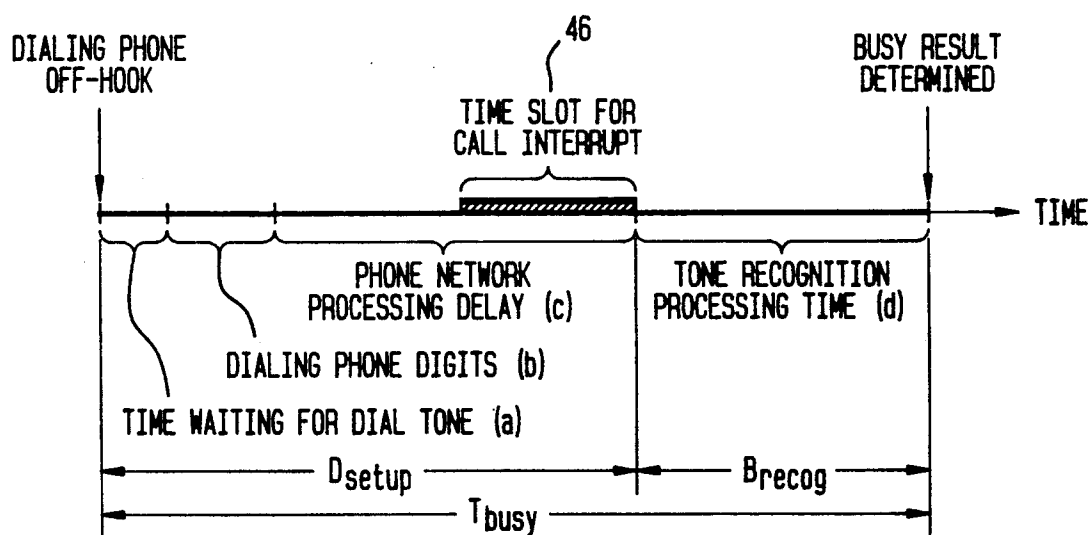 46
DIALING PHONE
OFF-HOOK
BUSY RESULT
DETERMINED
TIME SLOT FOR
CALL INTERRUPT
TIME
PHONE NETWORK
PROCESSING DELAY (c)
TONE RECOGNITION
PROCESSING TIME (d)
DIALING PHONE DIGITS (b)
TIME WAITING FOR DIAL TONE (a)
Dsetup
Brecog
Tbusy